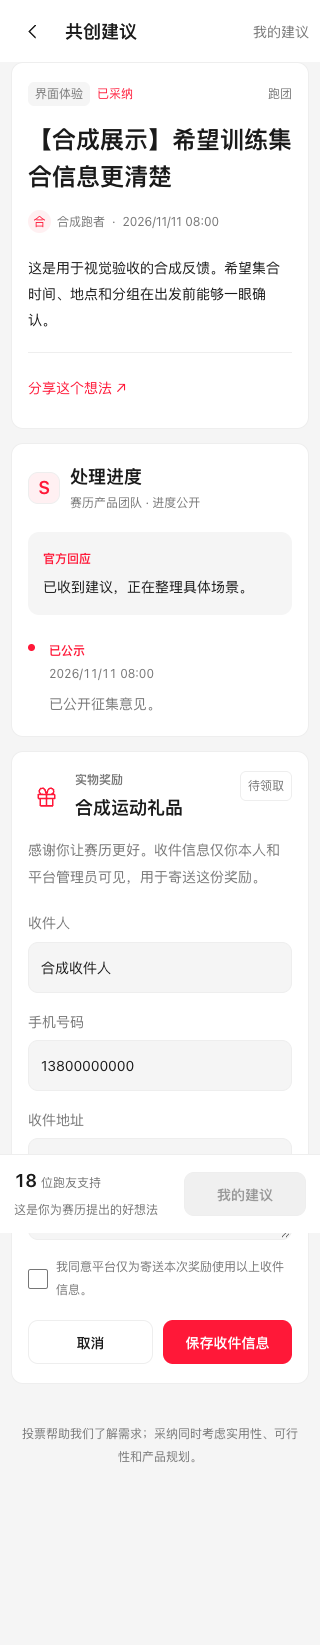 共创建议
我的建议
界面体验 已采纳
跑团
【合成展示】希望训练集
合信息更清楚
合 合成跑者 · 2026/11/11 08:00
这是用于视觉验收的合成反馈。希望集合
时间、地点和分组在出发前能够一眼确
认。
分享这个想法 ↗
S
处理进度
赛历产品团队 · 进度公开
官方回应
已收到建议，正在整理具体场景。
已公示
2026/11/11 08:00
已公开征集意见。
实物奖励
合成运动礼品
待领取
感谢你让赛历更好。收件信息仅你本人和
平台管理员可见，用于寄送这份奖励。
收件人
合成收件人
手机号码
13800000000
收件地址
18 位跑友支持
这是你为赛历提出的好想法
我的建议
我同意平台仅为寄送本次奖励使用以上收件
信息。
取消
保存收件信息
投票帮助我们了解需求；采纳同时考虑实用性、可行
性和产品规划。